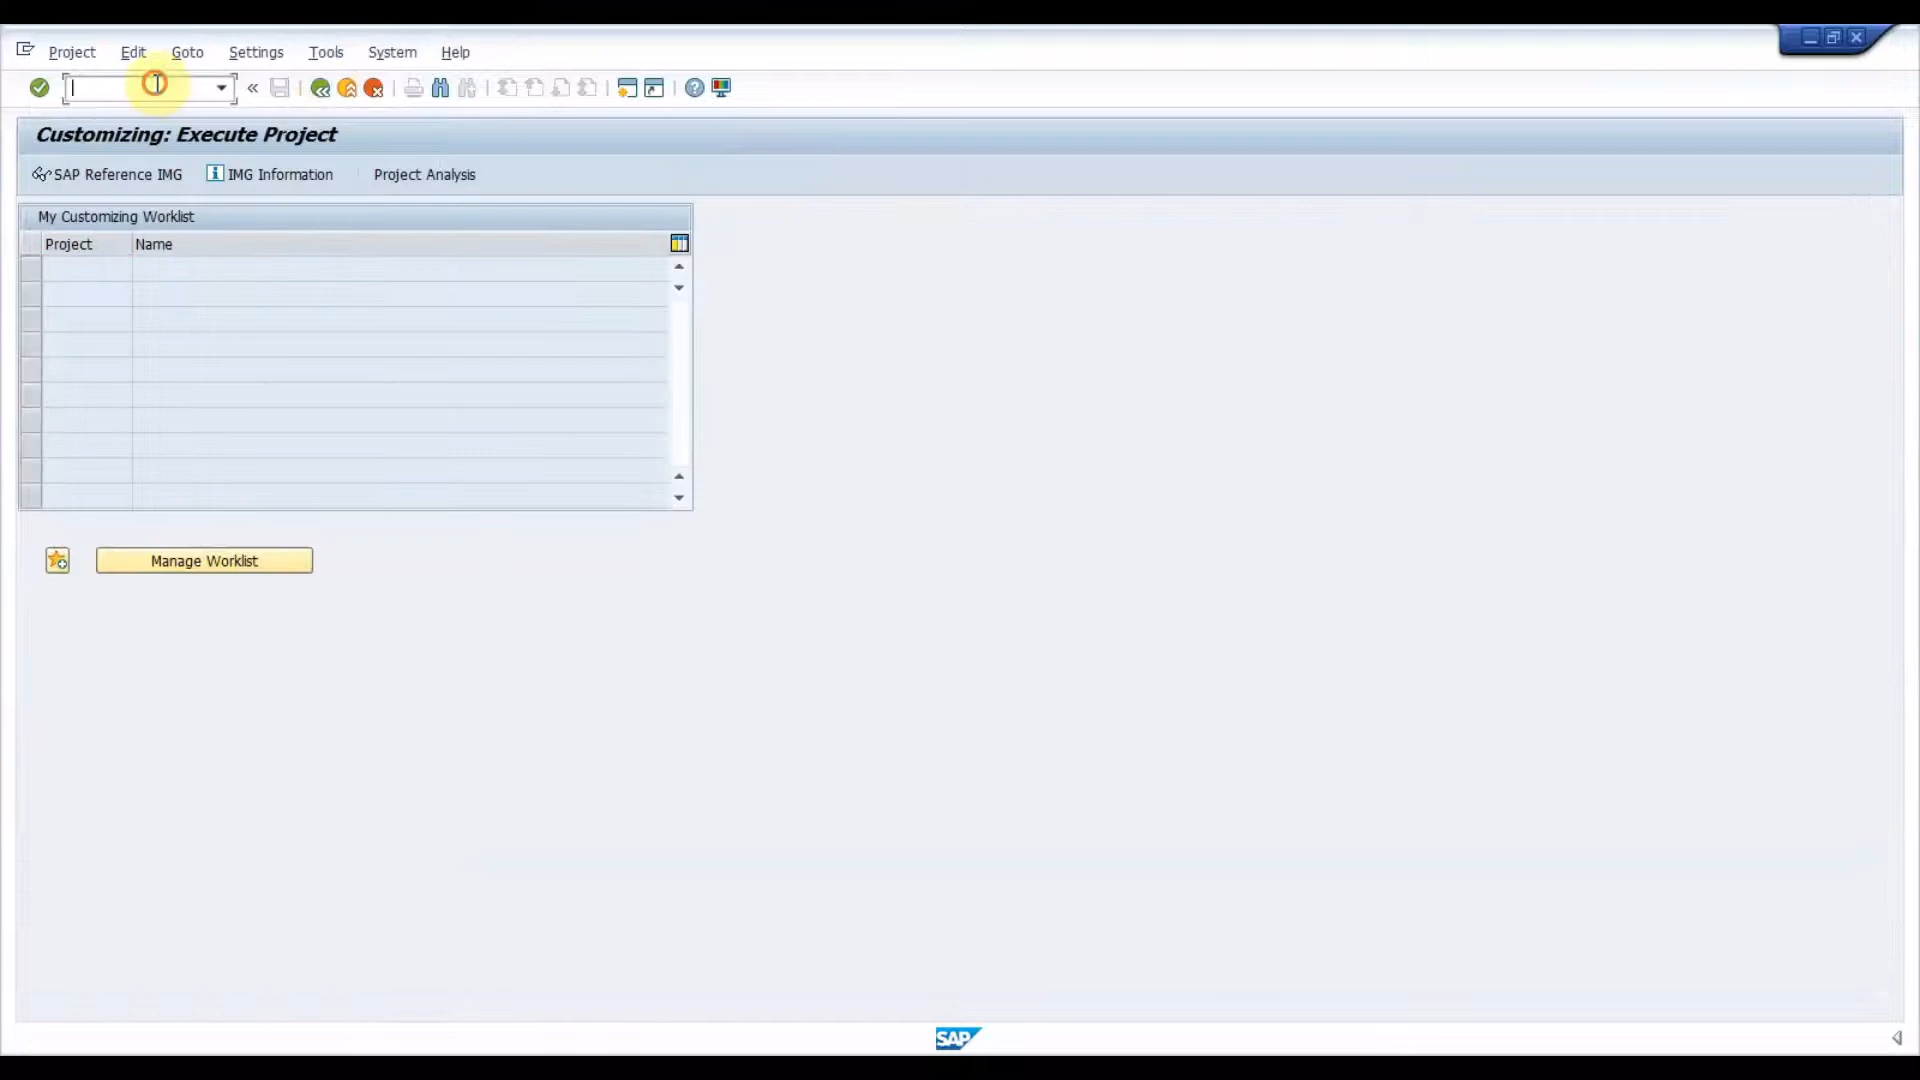 Project Edit Goto Settings Tools System Help
Customizing: Execute Project
SAP Reference IMG IMG Information Project Analysis
My Customizing Worklist
Project Name
Manage Worklist
SAP